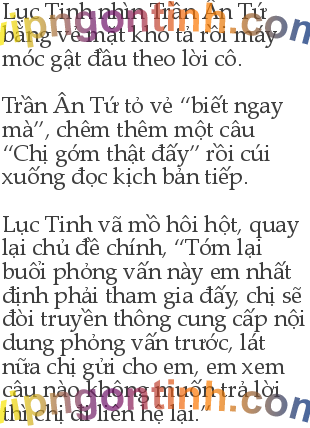 Lục Tinh nhìn Trần Ân Tứ
bằng vẻ mặt khó tả rồi máy
móc gật đầu theo lời cô.
Trần Ân Tứ tỏ vẻ “biết ngay
mà”, chêm thêm một câu
“Chị gớm thật đấy” rồi cúi
xuống đọc kịch bản tiếp.
Lục Tinh vã mồ hôi hột, quay
lại chủ đề chính, “Tóm lại
buổi phỏng vấn này em nhất
định phải tham gia đấy, chị sẽ
đòi truyền thông cung cấp nội
dung phỏng vấn trước, lát
nữa chị gửi cho em, em xem
câu nào không muốn trả lời
thì chị đi liên hệ lại.”
ngontinh.com
ngontinh.com